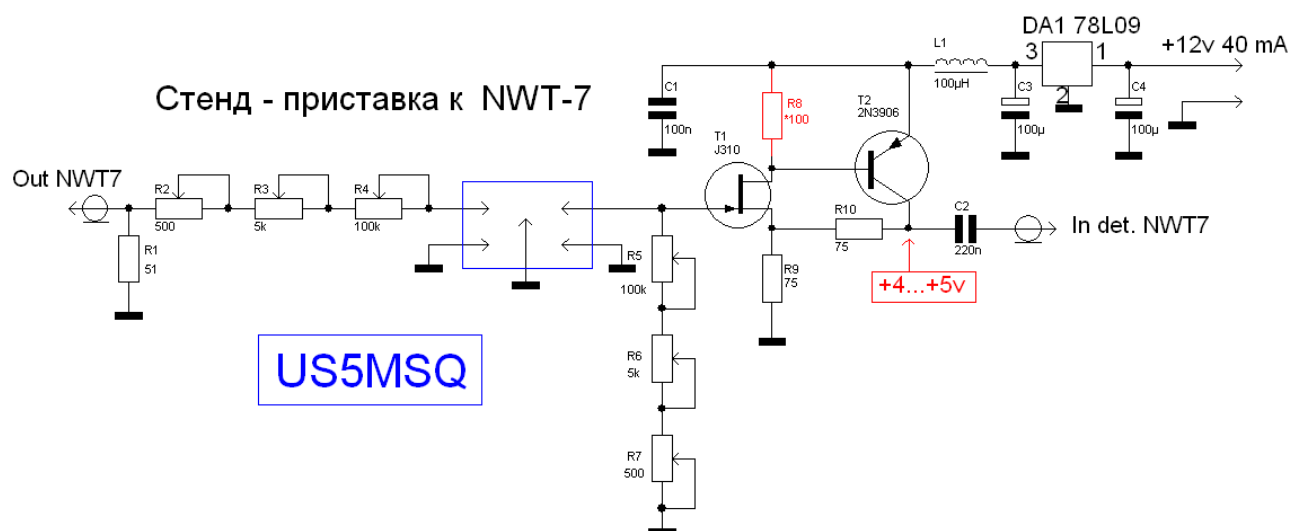 DA1 78L09
3
1
2
+12v 40 mA
L1
100µH
C3
100µ
C4
100µ
Стенд - приставка к NWT-7
C1
100n
R8
*100
T2
2N3906
T1
J310
Out NWT7
R2
500
R3
5k
R4
100k
R1
51
R5
100k
R10
75
C2
220n
In det. NWT7
R9
75
+4...+5v
US5MSQ
R6
5k
R7
500